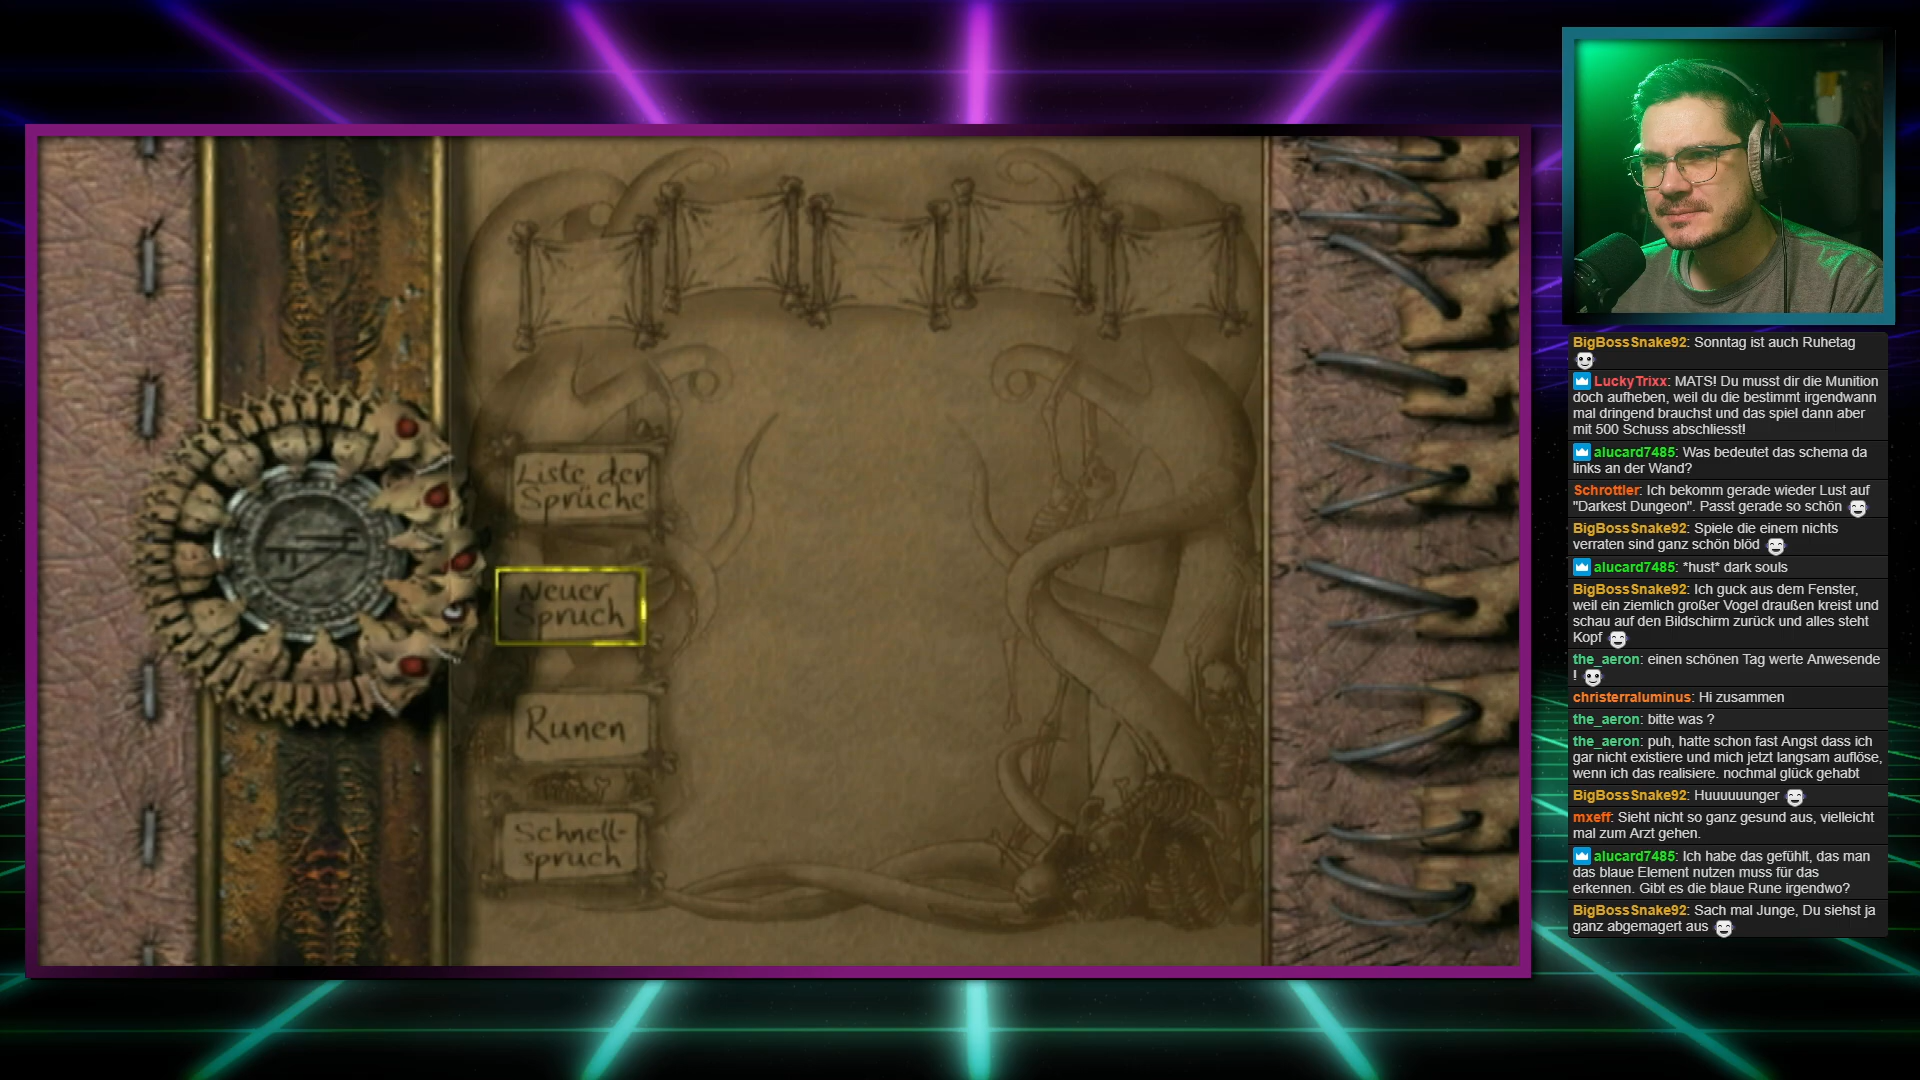 Liste der
Sprüche
Neuer
Spruch
Runen
Schnell-
spruch
BigBossSnake92: Sonntag ist auch Ruhetag
LuckyTrixx: MATS! Du musst dir die Munition
doch aufheben, weil du die bestimmt irgendwann
mal dringend brauchst und das spiel dann aber
mit 500 Schuss abschliesst!
alucard7485: Was bedeutet das schema da
links an der Wand?
Schrottler: Ich bekomm gerade wieder Lust auf
"Darkest Dungeon". Passt gerade so schön
BigBossSnake92: Spiele die einem nichts
verraten sind ganz schön blöd
alucard7485: *hust* dark souls
BigBossSnake92: Ich guck aus dem Fenster,
weil ein ziemlich großer Vogel draußen kreist und
schau auf den Bildschirm zurück und alles steht
Kopf
the_aeron: einen schönen Tag werte Anwesende
!
christerraluminus: Hi zusammen
the_aeron: bitte was ?
the_aeron: puh, hatte schon fast Angst dass ich
gar nicht existiere und mich jetzt langsam auflöse,
wenn ich das realisiere. nochmal glück gehabt
BigBossSnake92: Huuuuuunger
mxeff: Sieht nicht so ganz gesund aus, vielleicht
mal zum Arzt gehen.
alucard7485: Ich habe das gefühlt, das man
das blaue Element nutzen muss für das
erkennen. Gibt es die blaue Rune irgendwo?
BigBossSnake92: Sach mal Junge, Du siehst ja
ganz abgemagert aus